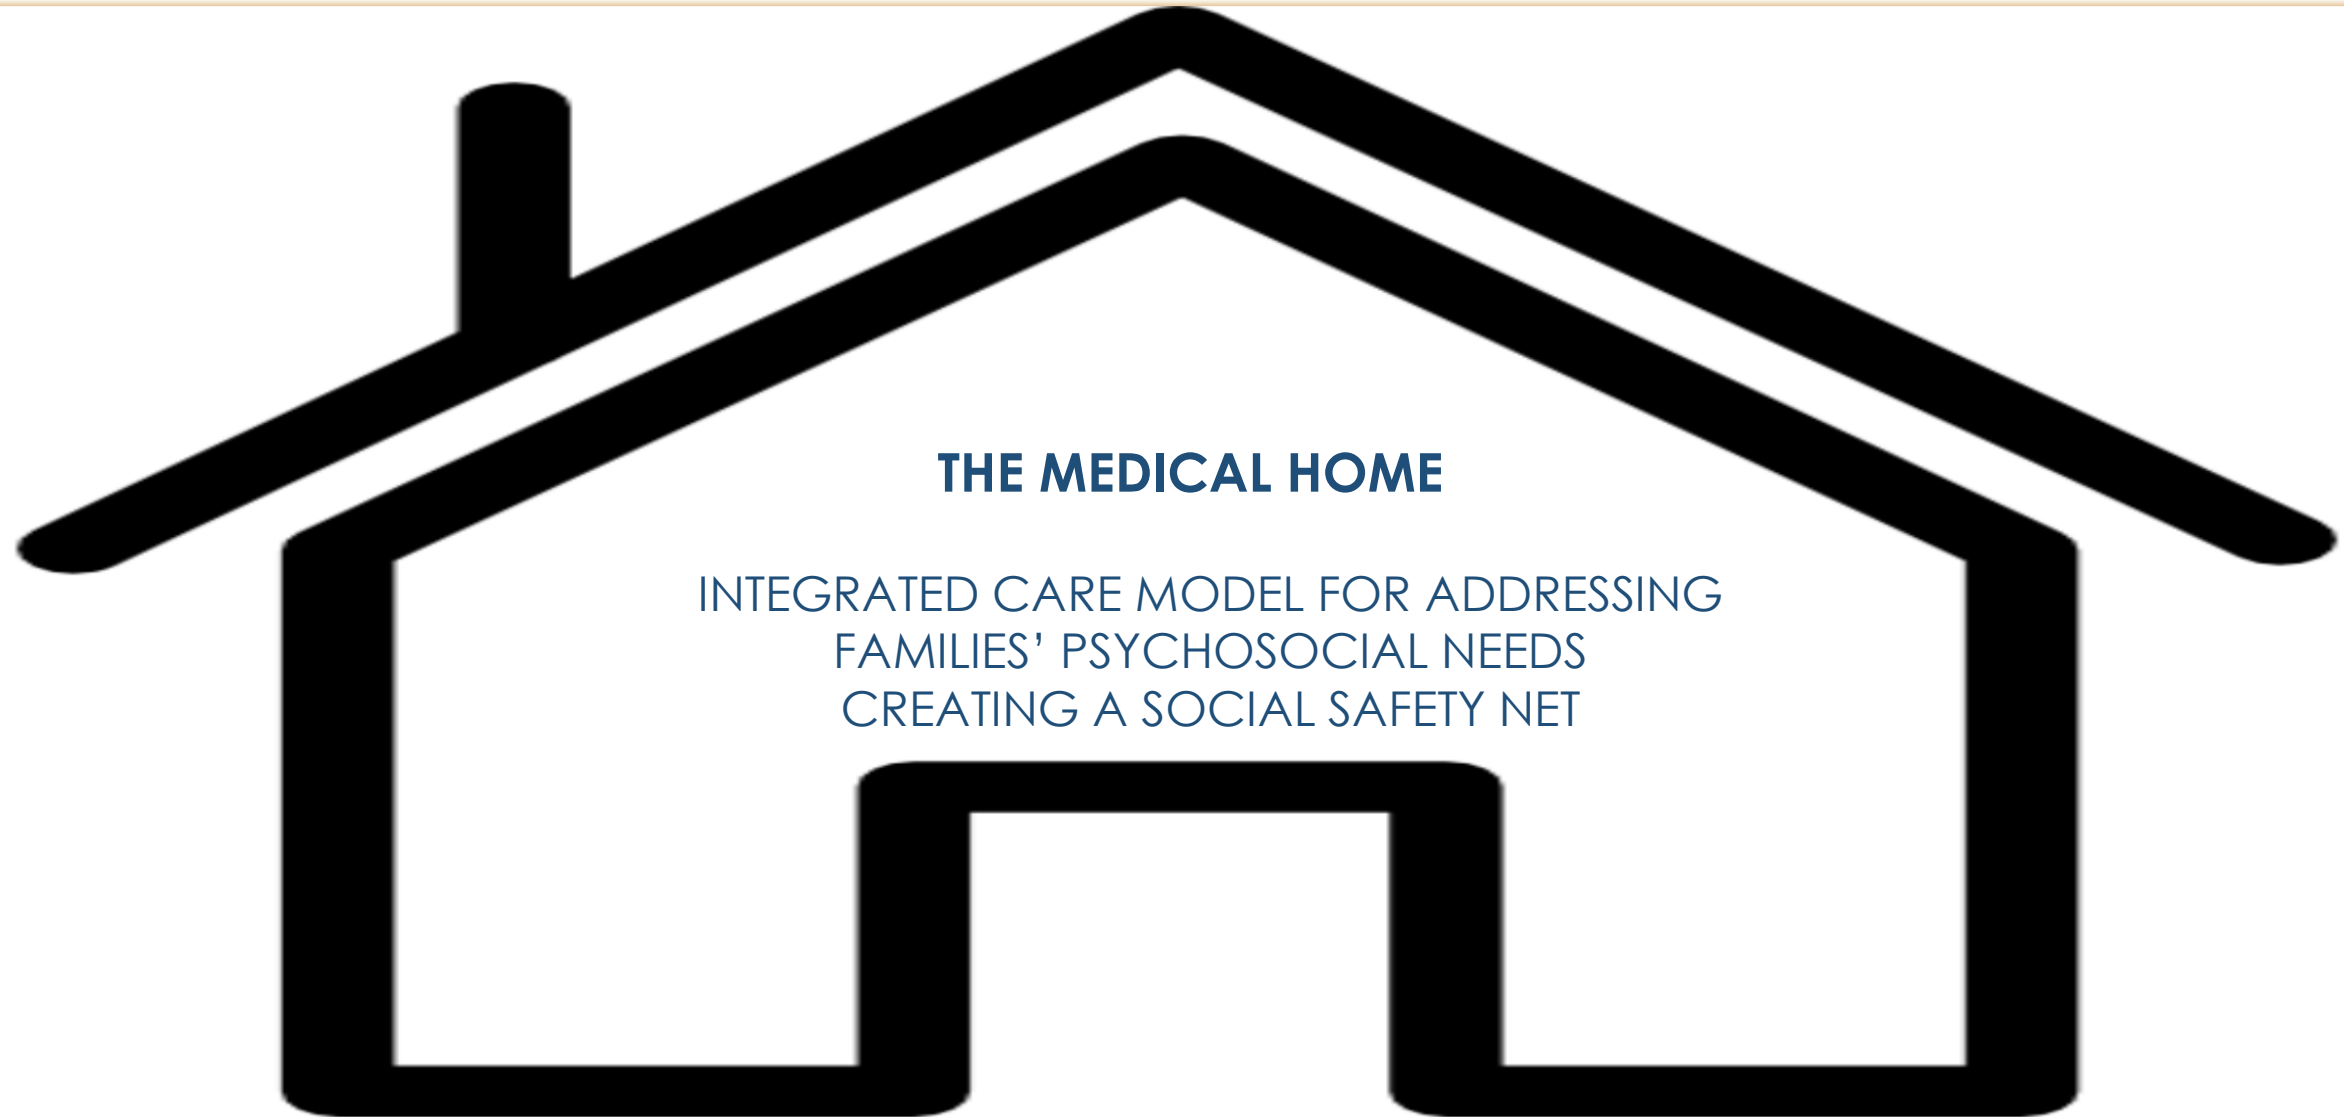 THE MEDICAL HOME
INTEGRATED CARE MODEL FOR ADDRESSING
FAMILIES’ PSYCHOSOCIAL NEEDS
CREATING A SOCIAL SAFETY NET